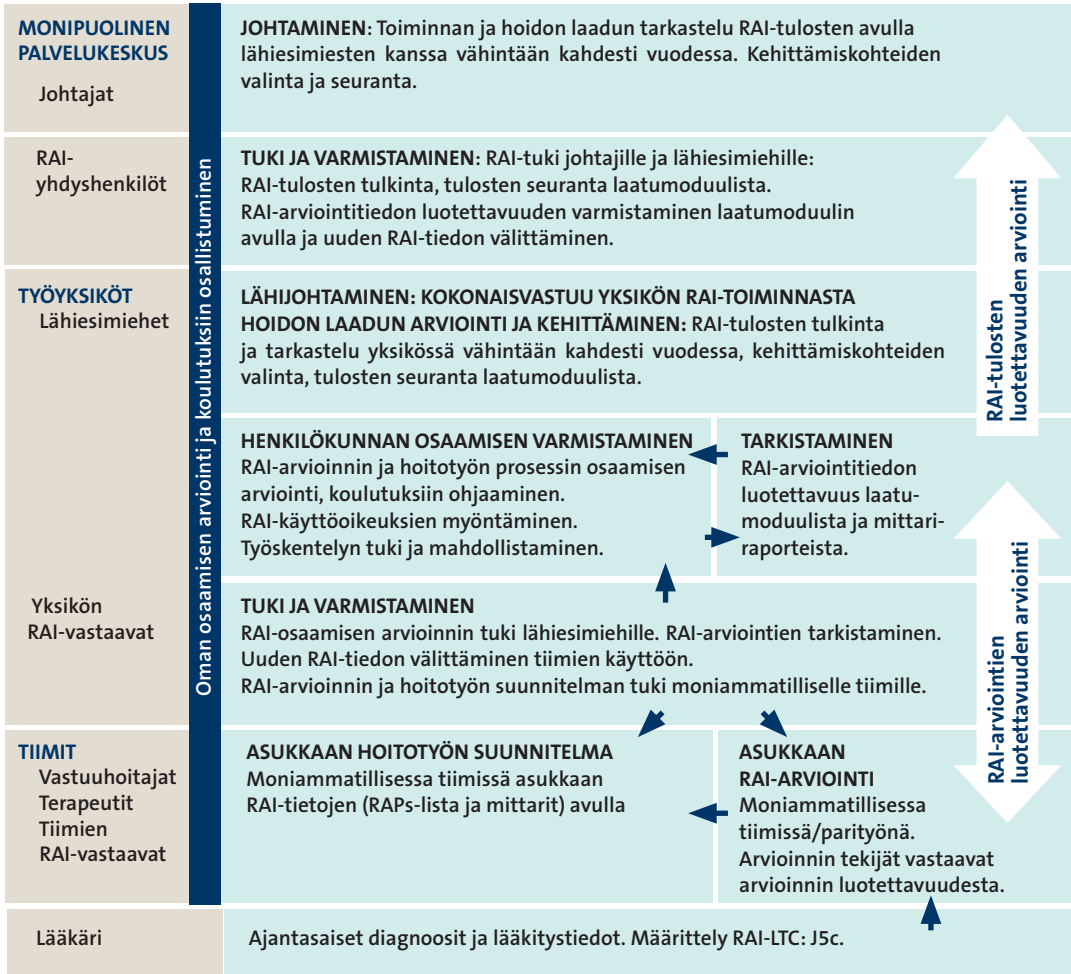 MONIPUOLINEN
PALVELUKESKUS
Johtajat
JOHTAMINEN: Toiminnan ja hoidon laadun tarkastelu RAI-tulosten avulla
lähiesimiesten kanssa vähintään kahdesti vuodessa. Kehittämiskohteiden
valinta ja seuranta.
Oman osaamisen arviointi ja koulutuksiin osallistuminen
RAI-
yhdyshenkilöt
TUKI JA VARMISTAMINEN: RAI-tuki johtajille ja lähiesimiehille:
RAI-tulosten tulkinta, tulosten seuranta laatumoduulista.
RAI-arviointitiedon luotettavuuden varmistaminen laatumoduulin
avulla ja uuden RAI-tiedon välittäminen.
RAI-tulosten
luotettavuuden arviointi
TYÖYKSIKÖT
Lähiesimiehet
LÄHIJOHTAMINEN: KOKONAISVASTUU YKSIKÖN RAI-TOIMINNASTA
HOIDON LAADUN ARVIOINTI JA KEHITTÄMINEN: RAI-tulosten tulkinta
ja tarkastelu yksikössä vähintään kahdesti vuodessa, kehittämiskohteiden
valinta, tulosten seuranta laatumoduulista.
HENKILÖKUNNAN OSAAMISEN VARMISTAMINEN
RAI-arvioinnin ja hoitotyön prosessin osaamisen
arviointi, koulutuksiin ohjaaminen.
RAI-käyttöoikeuksien myöntäminen.
Työskentelyn tuki ja mahdollistaminen.
TARKISTAMINEN
RAI-arviointitiedon
luotettavuus laatu-
moduulista ja mittari-
raporteista.
RAI-arviointien
luotettavuuden arviointi
Yksikön
RAI-vastaavat
TUKI JA VARMISTAMINEN
RAI-osaamisen arvioinnin tuki lähiesimiehille. RAI-arviointien tarkistaminen.
Uuden RAI-tiedon välittäminen tiimien käyttöön.
RAI-arvioinnin ja hoitotyön suunnitelman tuki moniammatilliselle tiimille.
TIIMIT
Vastuuhoitajat
Terapeutit
Tiimien
RAI-vastaavat
ASUKKAAN HOITOTYÖN SUUNNITELMA
Moniammatillisessa tiimissä asukkaan
RAI-tietojen (RAPs-lista ja mittarit) avulla
ASUKKAAN
RAI-ARVIOINTI
Moniammatillisessa
tiimissä/parityönä.
Arvioinnin tekijät vastaavat
arvioinnin luotettavuudesta.
Lääkäri
Ajantasaiset diagnoosit ja lääkitystiedot. Määrittely RAI-LTC: J5c.